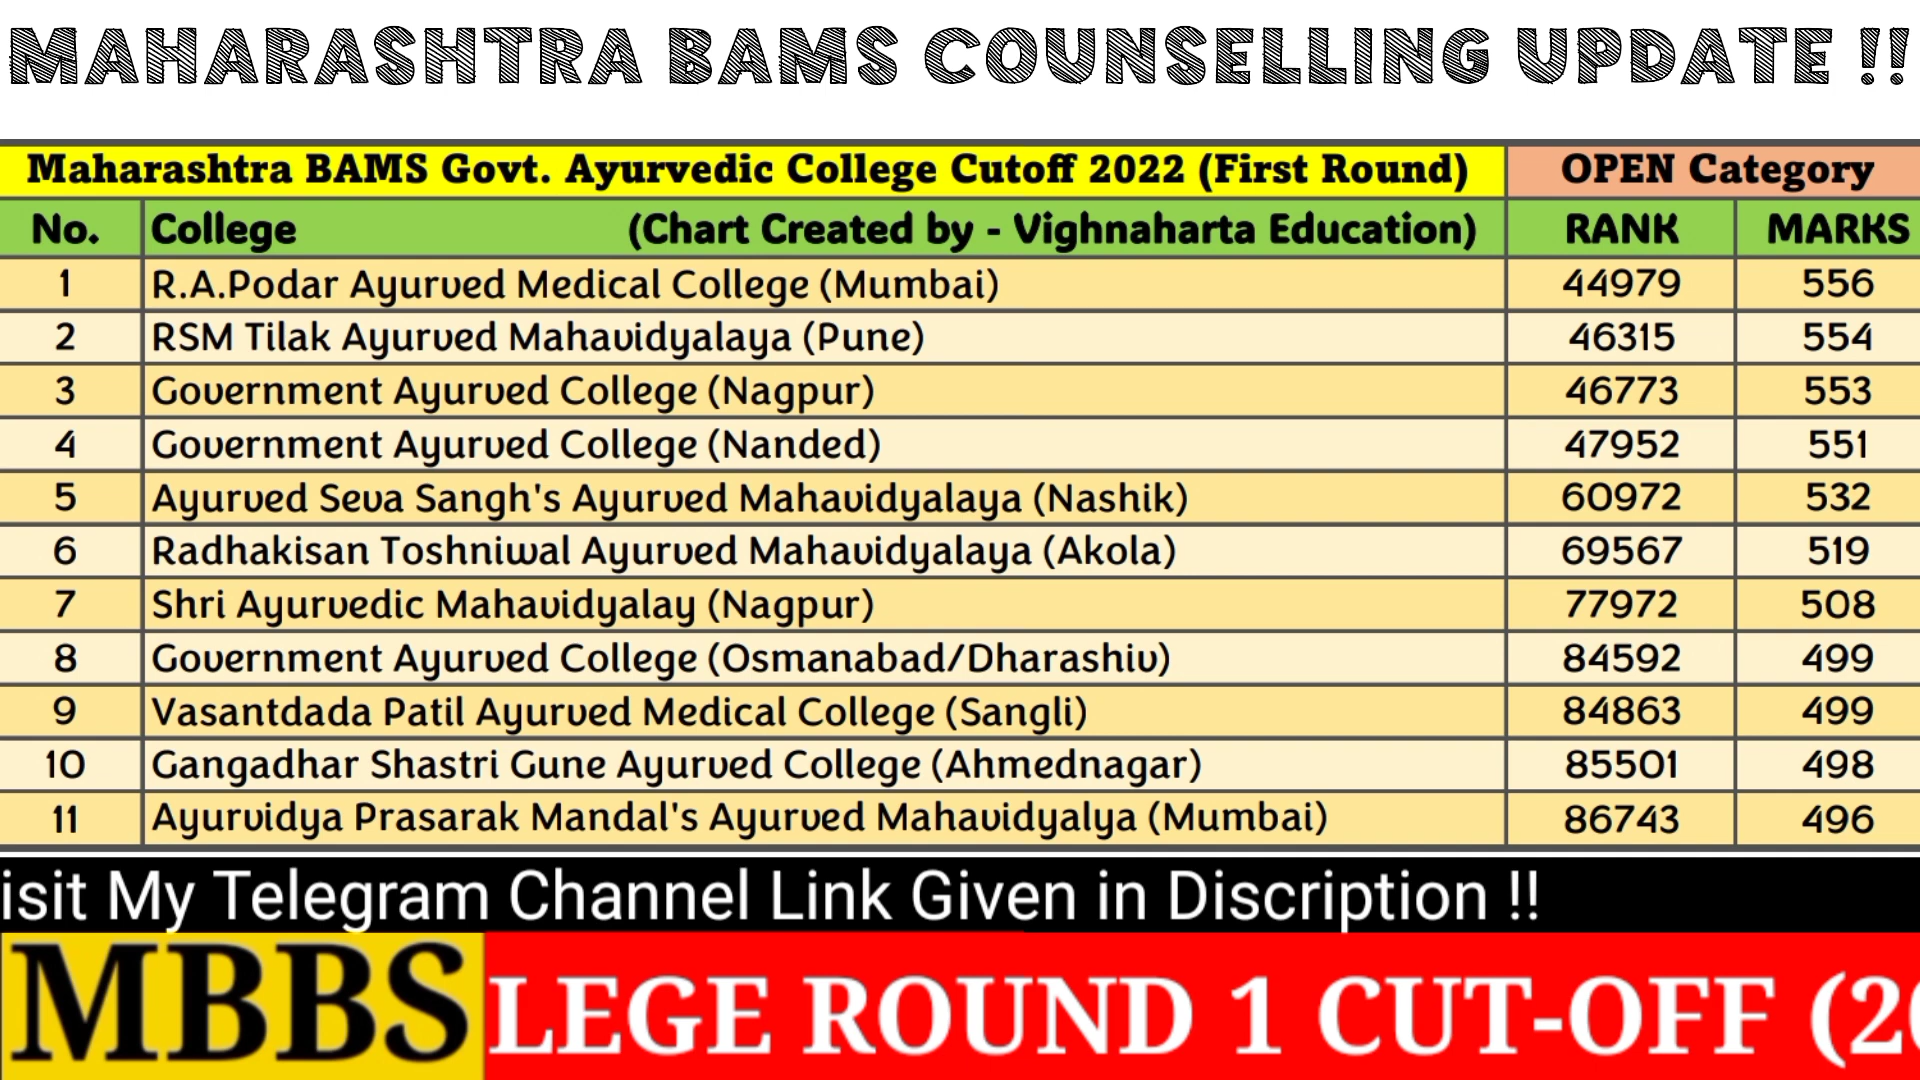 MAHARASHTRA BAMS COUNSELLING UPDATE !!
Maharashtra BAMS Govt. Ayurvedic College Cutoff 2022 (First Round) OPEN Category
No. College (Chart Created by - Vighnaharta Education) RANK MARKS
1 R.A.Podar Ayurved Medical College (Mumbai) 44979 556
2 RSM Tilak Ayurved Mahavidyalaya (Pune) 46315 554
3 Government Ayurved College (Nagpur) 46773 553
4 Government Ayurved College (Nanded) 47952 551
5 Ayurved Seva Sangh's Ayurved Mahavidyalaya (Nashik) 60972 532
6 Radhakisan Toshniwal Ayurved Mahavidyalaya (Akola) 69567 519
7 Shri Ayurvedic Mahavidyalay (Nagpur) 77972 508
8 Government Ayurved College (Osmanabad/Dharashiv) 84592 499
9 Vasantdada Patil Ayurved Medical College (Sangli) 84863 499
10 Gangadhar Shastri Gune Ayurved College (Ahmednagar) 85501 498
11 Ayurvidya Prasarak Mandal's Ayurved Mahavidyalya (Mumbai) 86743 496
isit My Telegram Channel Link Given in Discription !!
MBBS LEGE ROUND 1 CUT-OFF (20